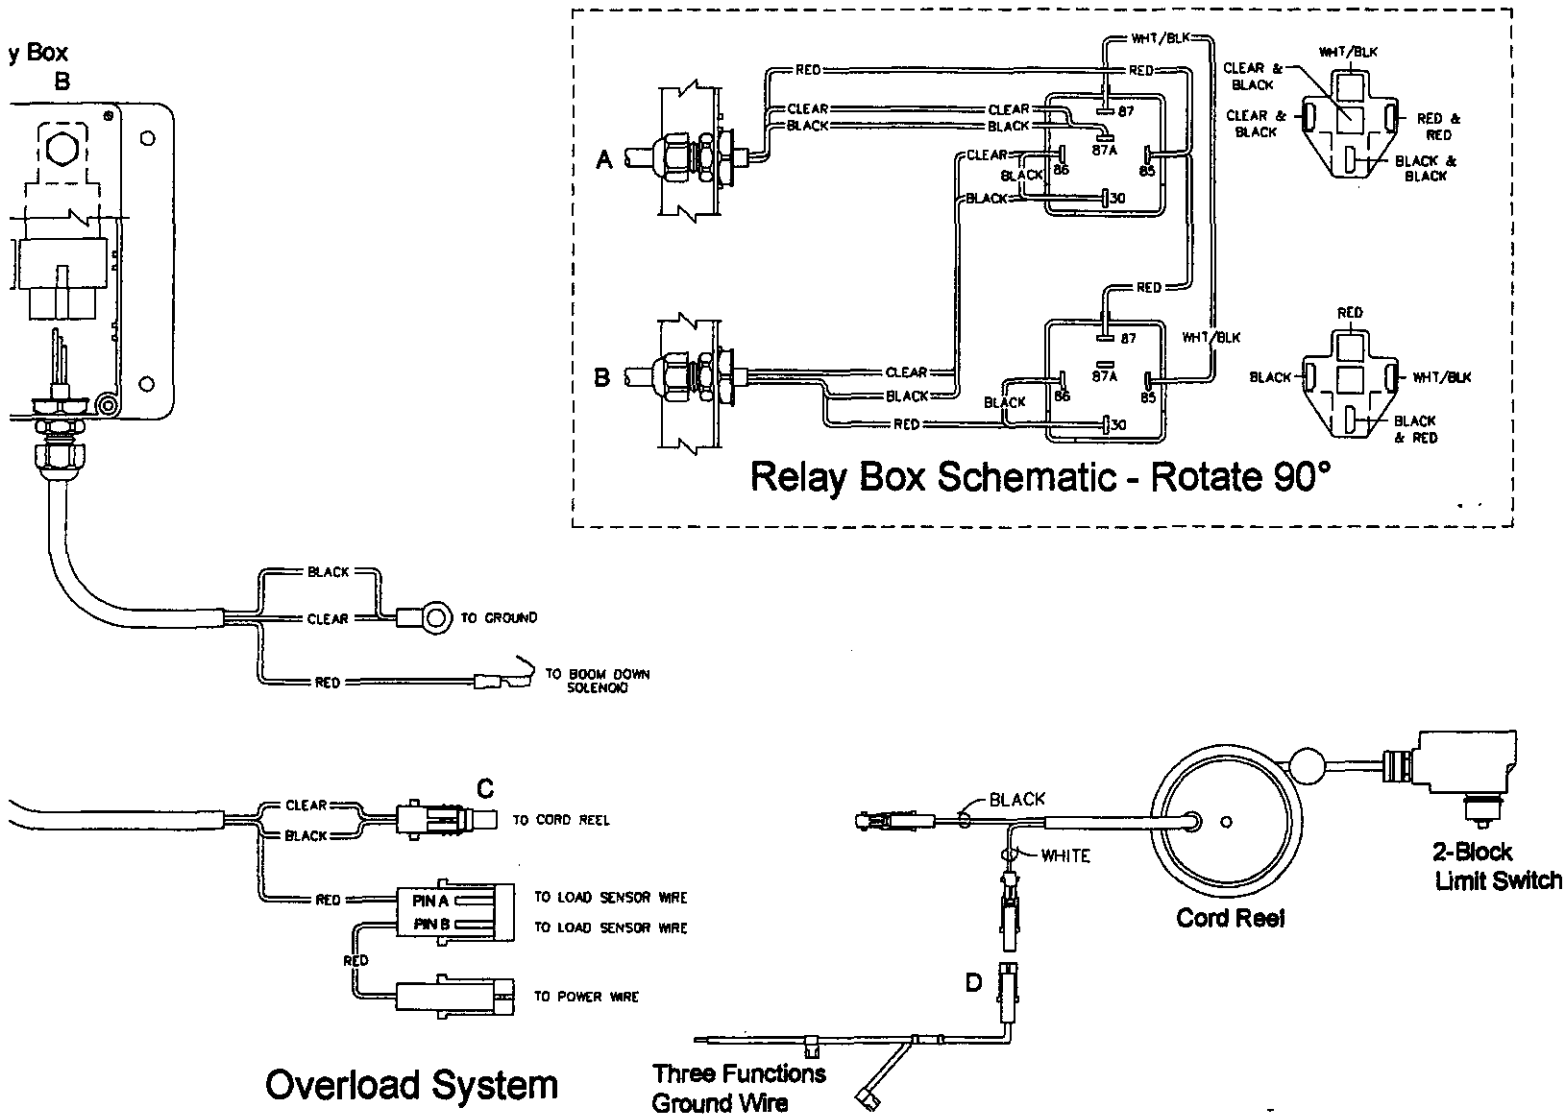 y Box
B
A
RED
CLEAR
BLACK
WHT/BLK
RED
CLEAR
BLACK
87
87A
CLEAR
86
85
BLACK
BLACK
30
CLEAR &
BLACK
WHT/BLK
CLEAR &
BLACK
RED &
RED
BLACK &
BLACK
B
RED
87
87A
WHT/BLK
CLEAR
BLACK
BLACK
86
85
RED
30
RED
BLACK
WHT/BLK
BLACK
& RED
Relay Box Schematic - Rotate 90°
BLACK
CLEAR
TO GROUND
RED
TO BOOM DOWN
SOLENOID
CLEAR
BLACK
C
TO CORD REEL
RED
PIN A
TO LOAD SENSOR WIRE
PIN B
TO LOAD SENSOR WIRE
RED
TO POWER WIRE
Overload System
BLACK
WHITE
Cord Reel
2-Block
Limit Switch
D
Three Functions
Ground Wire